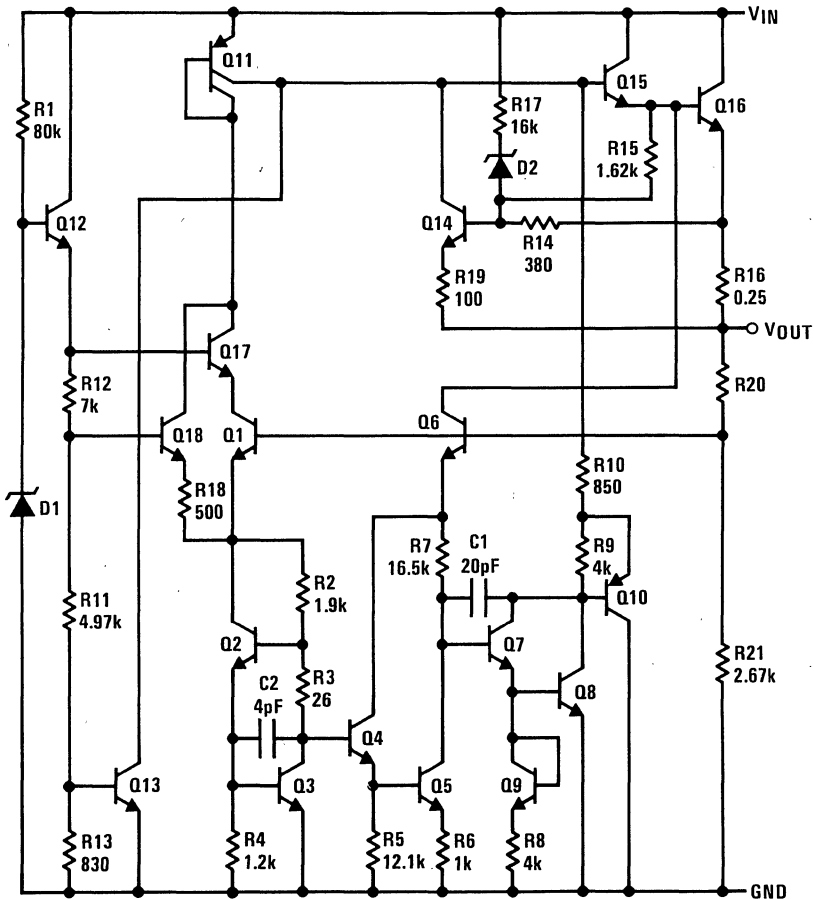 VIN
Q11
Q15
Q16
R1
80k
R17
16k
R15
1.62k
D2
Q12
Q14
R14
380
R19
100
R16
0.25
VOUT
Q17
R12
7k
R20
Q18
Q1
Q6
R18
500
R10
850
D1
R7
16.5k
C1
20pF
R9
4k
Q10
R2
1.9k
R11
4.97k
Q2
Q7
R21
2.67k
C2
4pF
R3
26
Q8
Q4
Q13
Q3
Q5
Q9
R13
830
R4
1.2k
R5
12.1k
R6
1k
R8
4k
GND